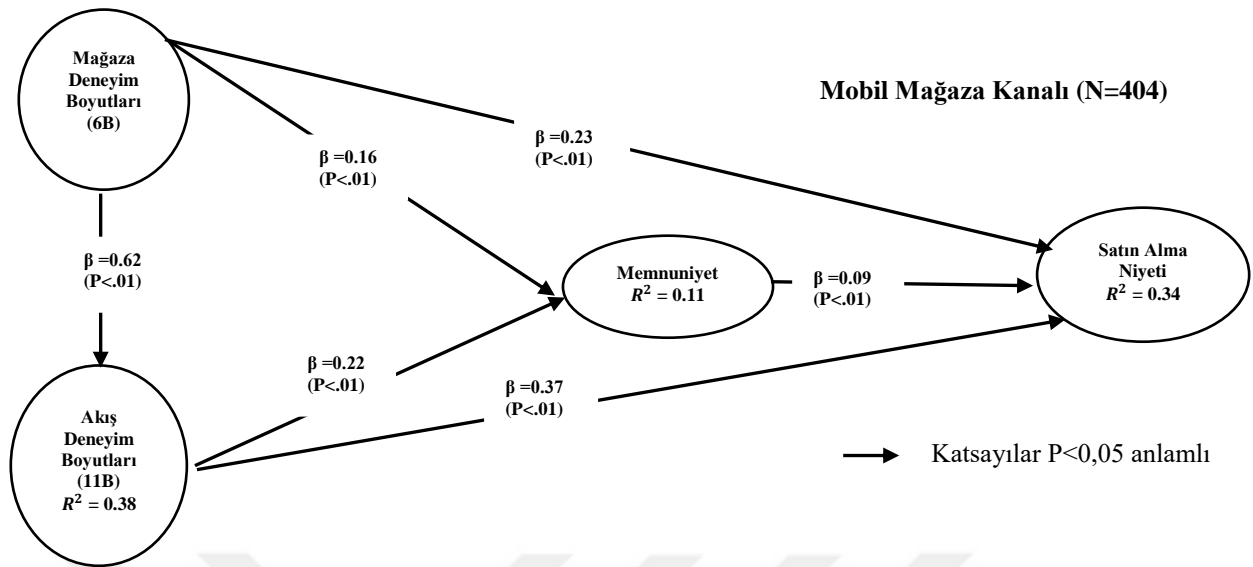 Mağaza
Deneyim
Boyutları
(6B)
Mobil Mağaza Kanalı (N=404)
β =0.23
(P<.01)
β =0.16
(P<.01)
β =0.62
(P<.01)
Memnuniyet
R² = 0.11
β =0.09
(P<.01)
Satın Alma
Niyeti
R² = 0.34
β =0.22
(P<.01)
β =0.37
(P<.01)
Akış
Deneyim
Boyutları
(11B)
R² = 0.38
Katsayılar P<0,05 anlamlı